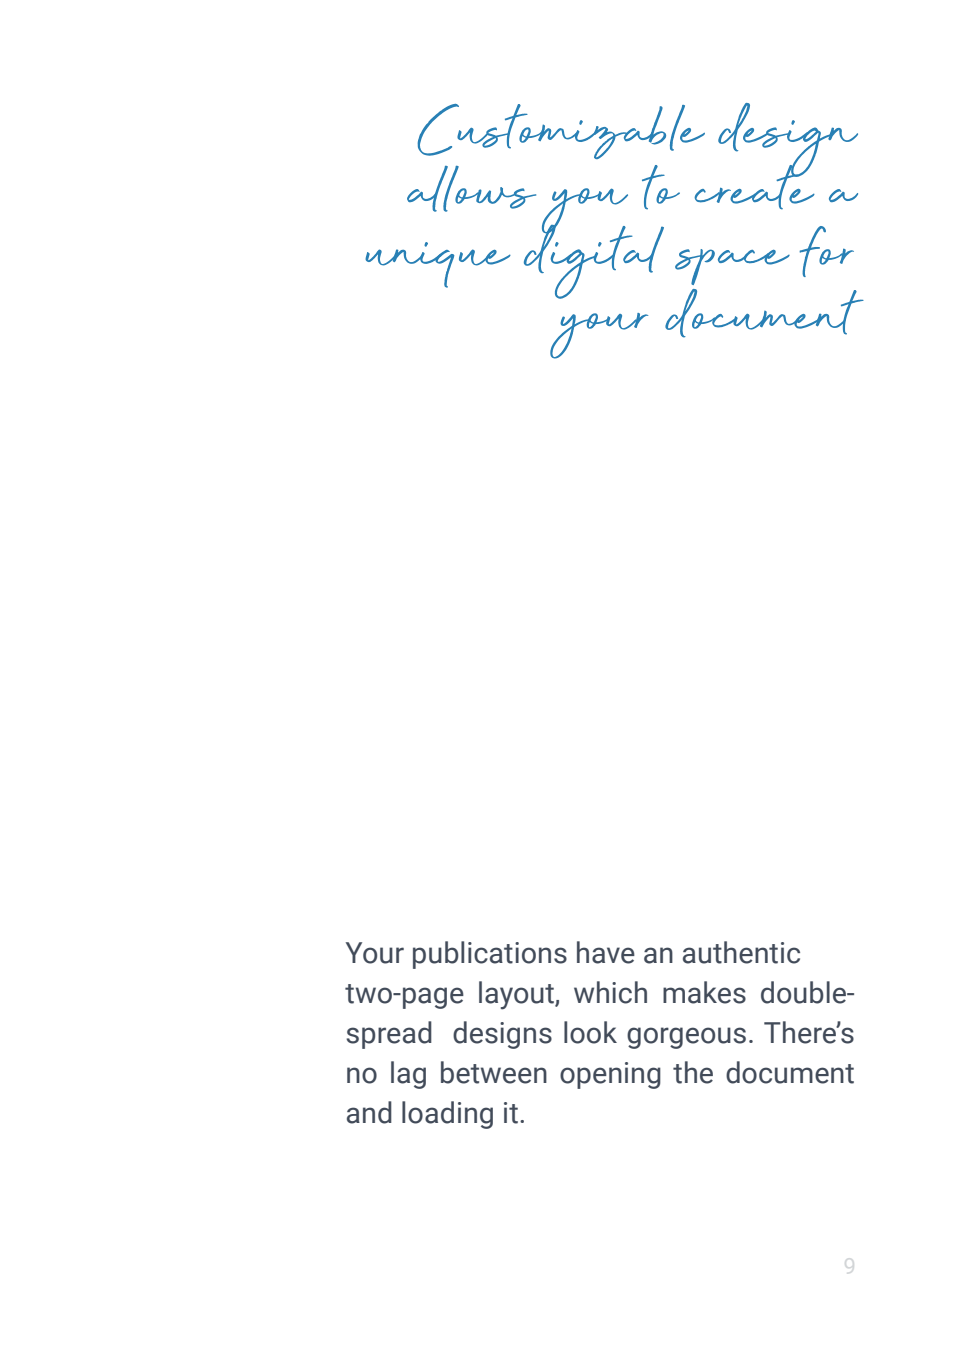 Customizable design
allows you to create a
unique digital space for
your document
Your publications have an authentic
two-page layout, which makes double-
spread designs look gorgeous. There’s
no lag between opening the document
and loading it.
9